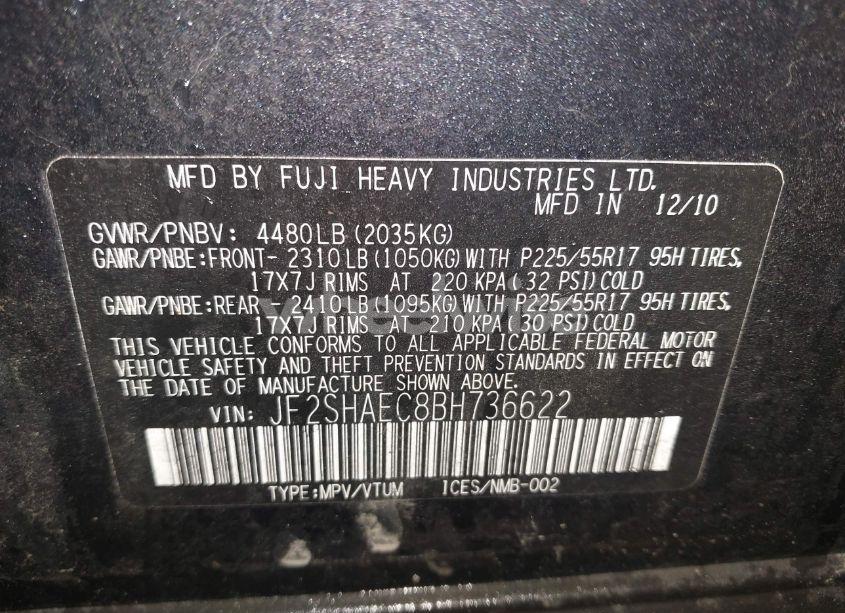 MFD BY FUJI HEAVY INDUSTRIES LTD.
MFD IN 12/10
GVWR/PNBV: 4480LB (2035KG)
GAWR/PNBE:FRONT- 2310LB (1050KG) WITH P225/55R17 95H TIRES,
17X7J RIMS AT 220 KPA (32 PSI) COLD
GAWR/PNBE:REAR - 2410LB (1095KG) WITH P225/55R17 95H TIRES,
17X7J RIMS AT 210 KPA (30 PSI) COLD
THIS VEHICLE CONFORMS TO ALL APPLICABLE FEDERAL MOTOR
VEHICLE SAFETY AND THEFT PREVENTION STANDARDS IN EFFECT ON
THE DATE OF MANUFACTURE SHOWN ABOVE.
VIN: JF2SHAEC8BH736622
TYPE:MPV/VTUM ICES/NMB-002